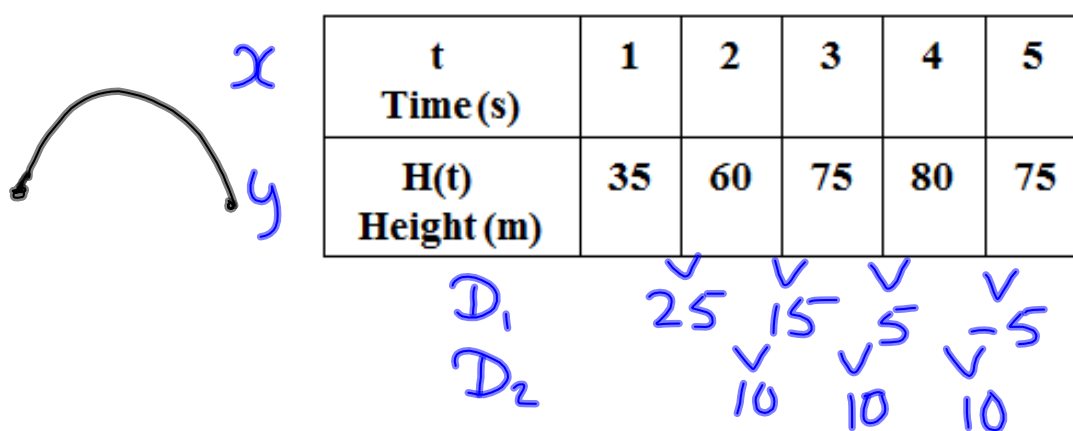 x t 1 2 3 4 5
Time (s)
y H(t) 35 60 75 80 75
Height (m)
D₁ 25 15 5 -5
D₂ 10 10 10